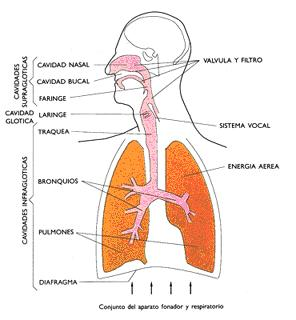 CAVIDADES SUPRAGLOTICAS
CAVIDAD NASAL
CAVIDAD BUCAL
FARINGE
CAVIDAD GLOTICA
LARINGE
TRAQUEA
CAVIDADES INFRAGLOTICAS
BRONQUIOS
PULMONES
DIAFRAGMA
VALVULA Y FILTRO
SISTEMA VOCAL
ENERGIA AEREA
Conjunto del aparato fonador y respiratorio